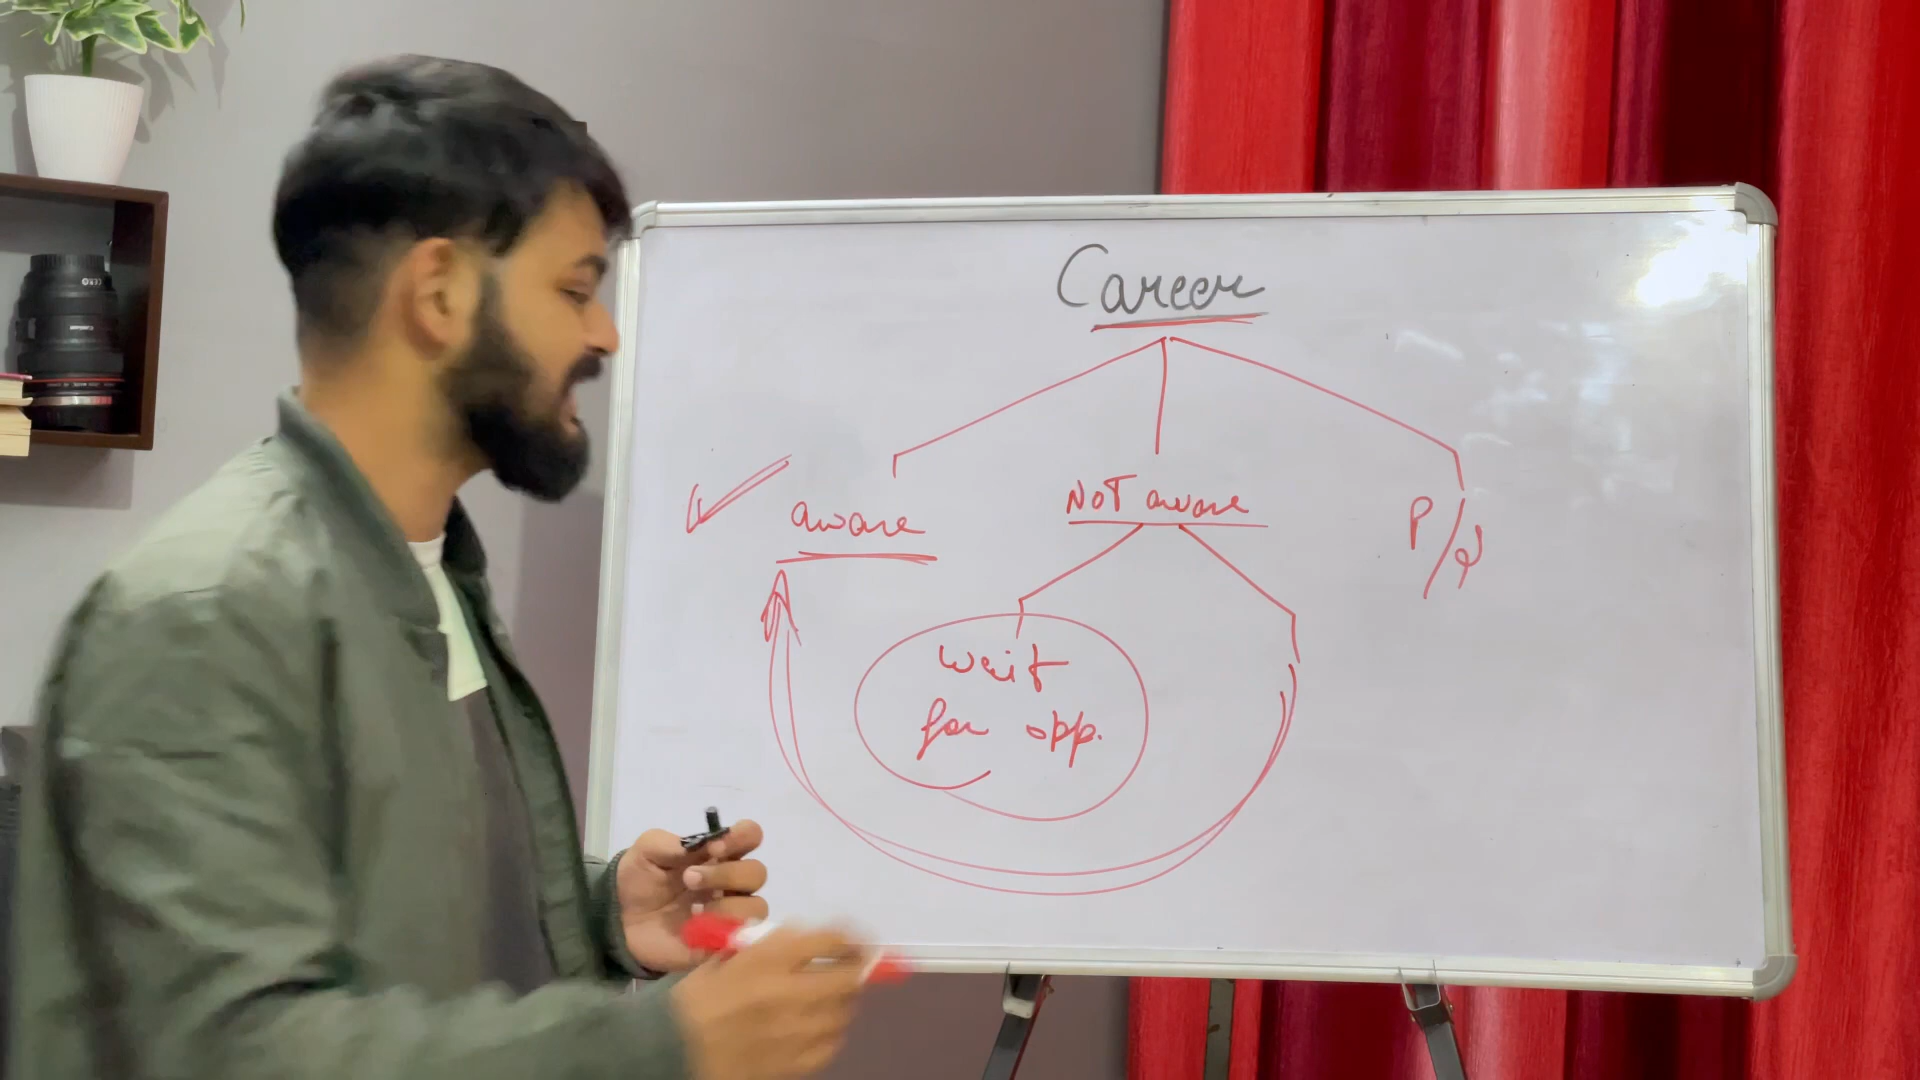 Career
aware
NOT aware
P/
wait
for opp.